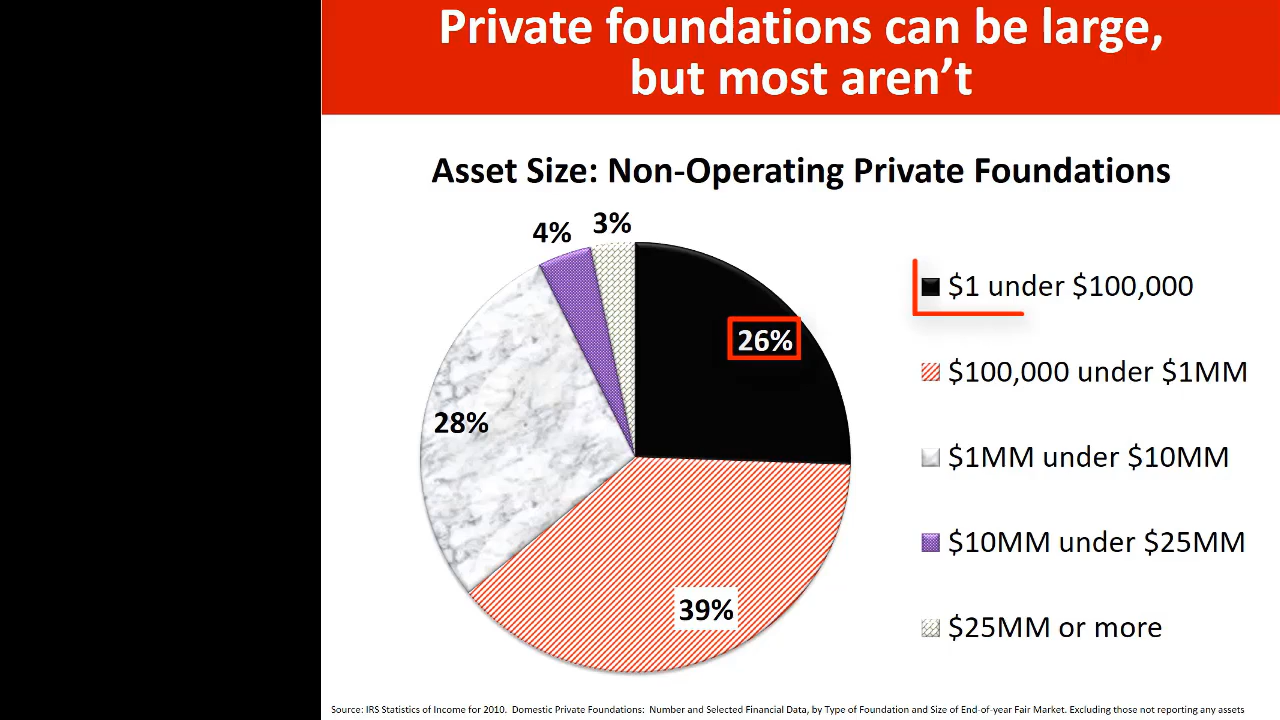 Private foundations can be large,
but most aren’t
Asset Size: Non-Operating Private Foundations
4%
3%
26%
28%
39%
$1 under $100,000
$100,000 under $1MM
$1MM under $10MM
$10MM under $25MM
$25MM or more
Source: IRS Statistics of Income for 2010. Domestic Private Foundations: Number and Selected Financial Data, by Type of Foundation and Size of End-of-year Fair Market. Excluding those not reporting any assets